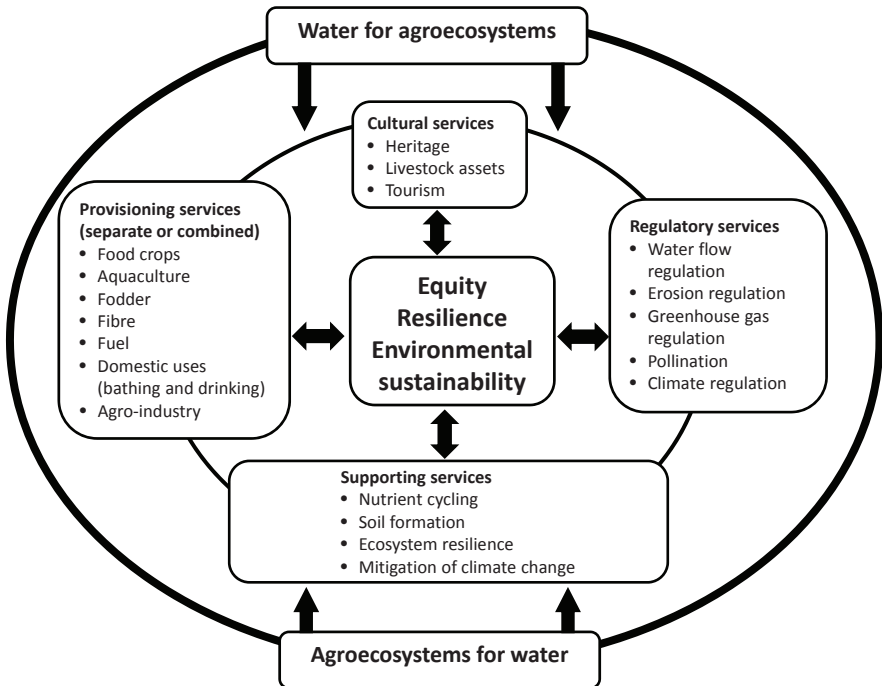 Water for agroecosystems
Cultural services
• Heritage
• Livestock assets
• Tourism
Provisioning services
(separate or combined)
• Food crops
• Aquaculture
• Fodder
• Fibre
• Fuel
• Domestic uses
(bathing and drinking)
• Agro-industry
Equity
Resilience
Environmental
sustainability
Regulatory services
• Water flow
regulation
• Erosion regulation
• Greenhouse gas
regulation
• Pollination
• Climate regulation
Supporting services
• Nutrient cycling
• Soil formation
• Ecosystem resilience
• Mitigation of climate change
Agroecosystems for water